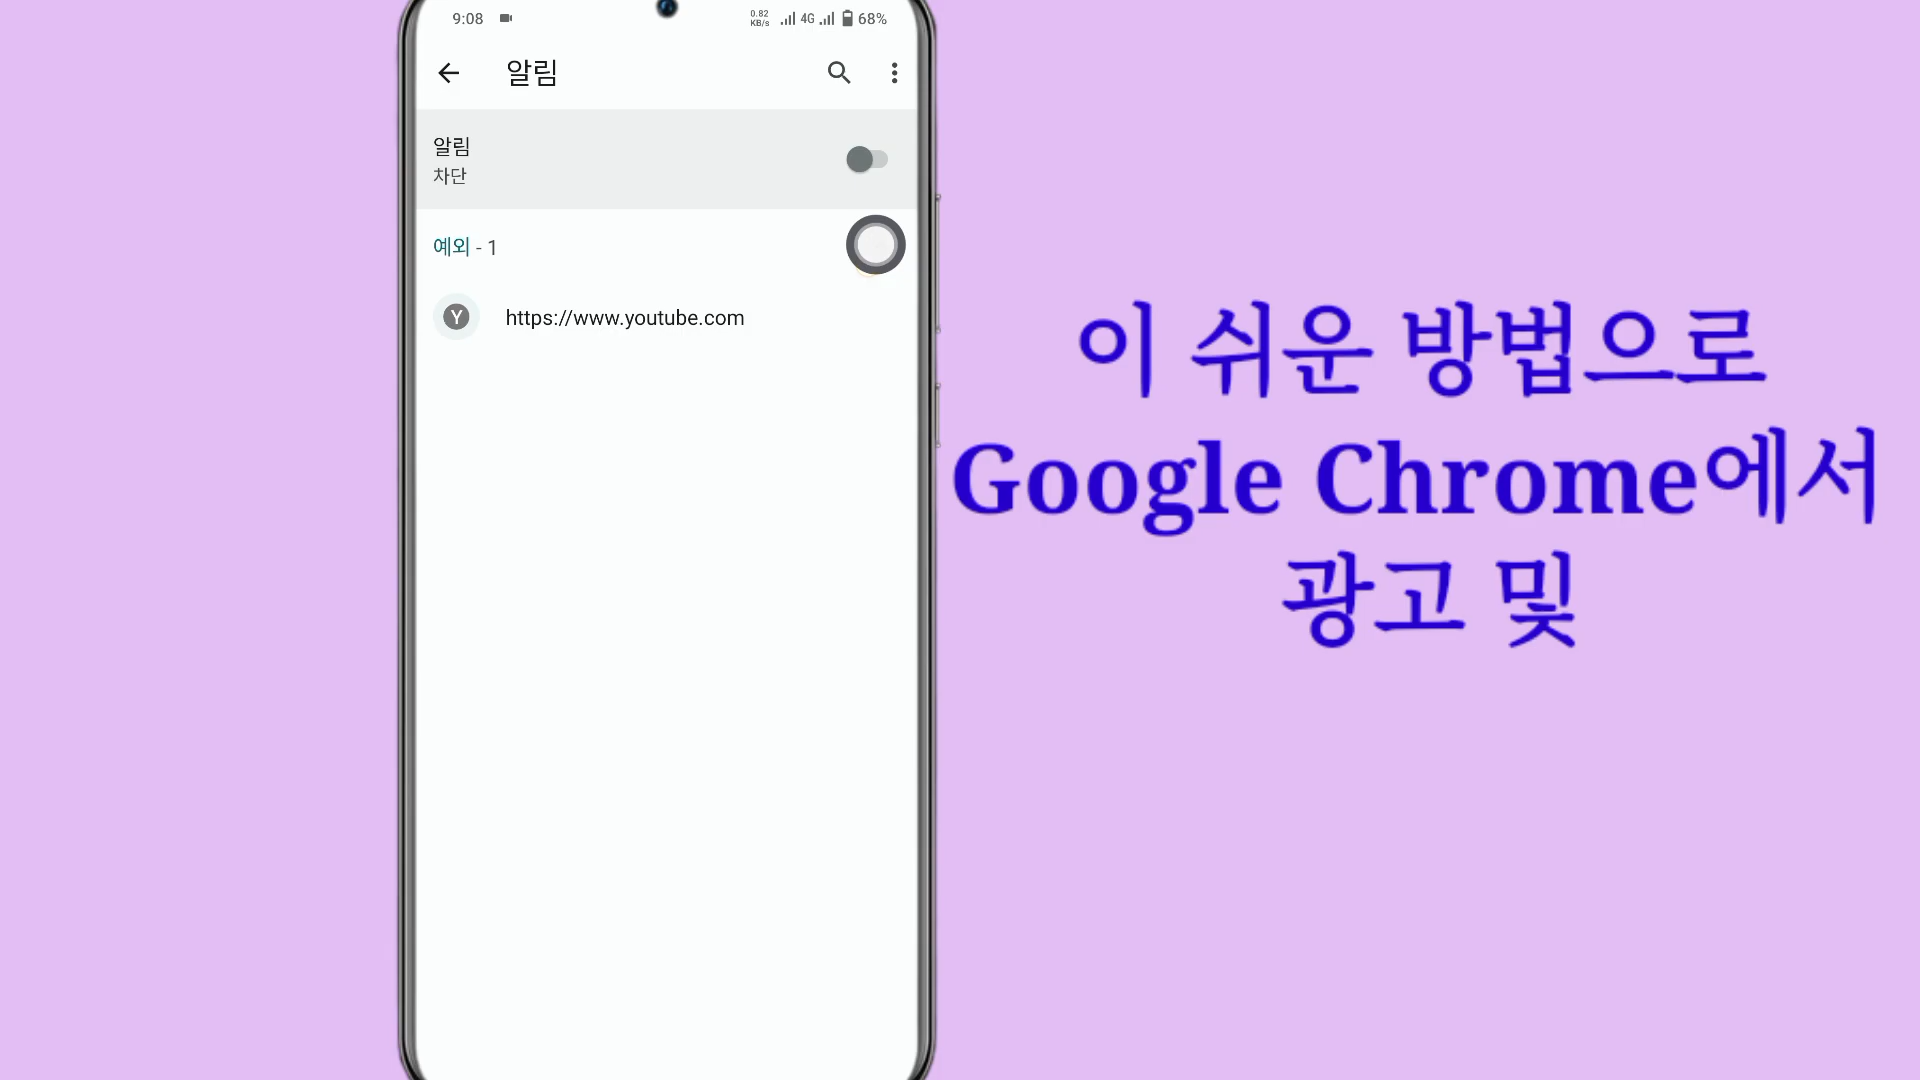 9:08 0.82 KB/s 4G 68%
알림
알림
차단
예외 - 1
Y https://www.youtube.com
이 쉬운 방법으로
Google Chrome에서
광고 및